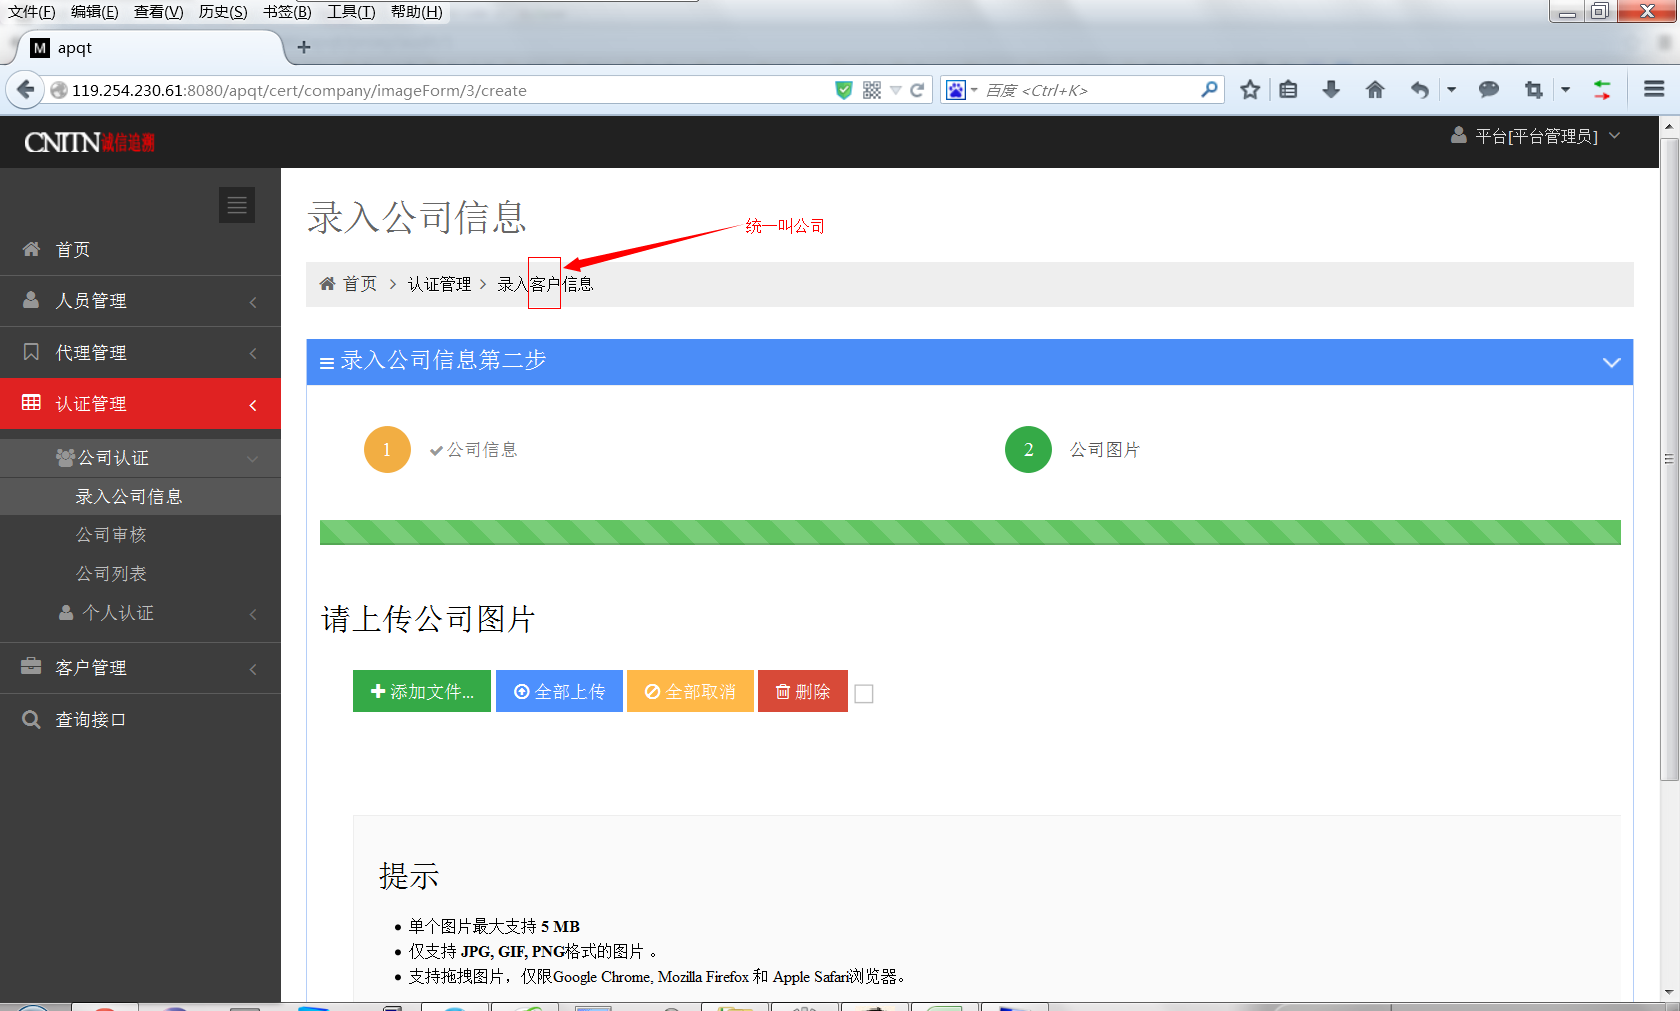 文件(F) 编辑(E) 查看(V) 历史(S) 书签(B) 工具(T) 帮助(H)
M apqt +
119.254.230.61:8080/apqt/cert/company/imageForm/3/create 百度 <Ctrl+K>
CNITN诚信追溯
平台[平台管理员]
首页
人员管理
代理管理
认证管理
公司认证
录入公司信息
公司审核
公司列表
个人认证
客户管理
查询接口
录入公司信息
统一叫公司
首页 > 认证管理 > 录入客户信息
录入公司信息第二步
1 公司信息
2 公司图片
请上传公司图片
添加文件... 全部上传 全部取消 删除
提示
• 单个图片最大支持 5 MB
• 仅支持 JPG, GIF, PNG格式的图片 。
• 支持拖拽图片，仅限Google Chrome, Mozilla Firefox 和 Apple Safari浏览器。